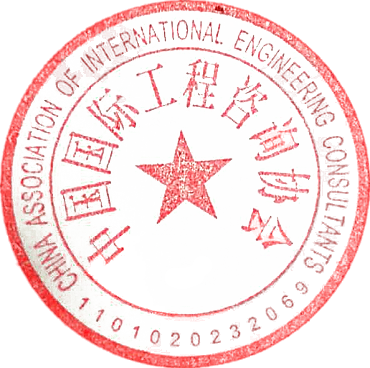 CHINA ASSOCIATION OF INTERNATIONAL ENGINEERING CONSULTANTS
中国国际工程咨询协会
1101020232069